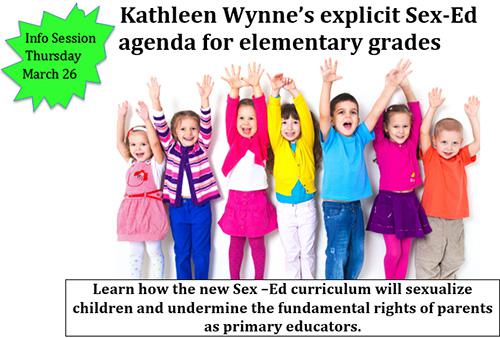 Info Session
Thursday
March 26
Kathleen Wynne’s explicit Sex-Ed
agenda for elementary grades
Learn how the new Sex –Ed curriculum will sexualize
children and undermine the fundamental rights of parents
as primary educators.